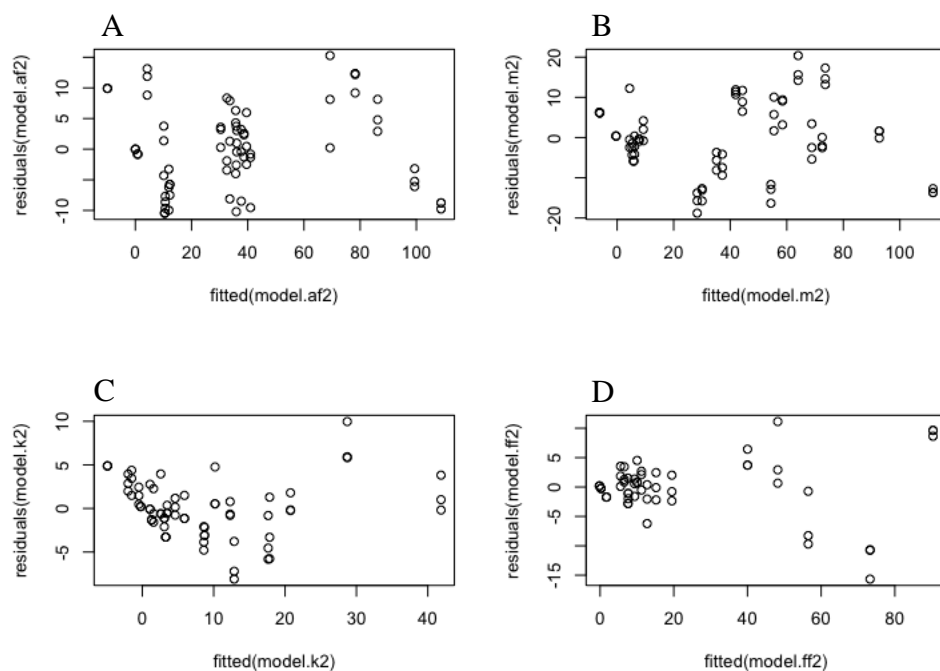 A
residuals(model.af2)
10
0
-10
0 20 40 60 80 100
fitted(model.af2)
B
residuals(model.m2)
20
10
0
-20
0 20 40 60 80 100
fitted(model.m2)
C
residuals(model.k2)
10
5
0
-5
0 10 20 30 40
fitted(model.k2)
D
residuals(model.ff2)
5
0
-5
-15
0 20 40 60 80
fitted(model.ff2)